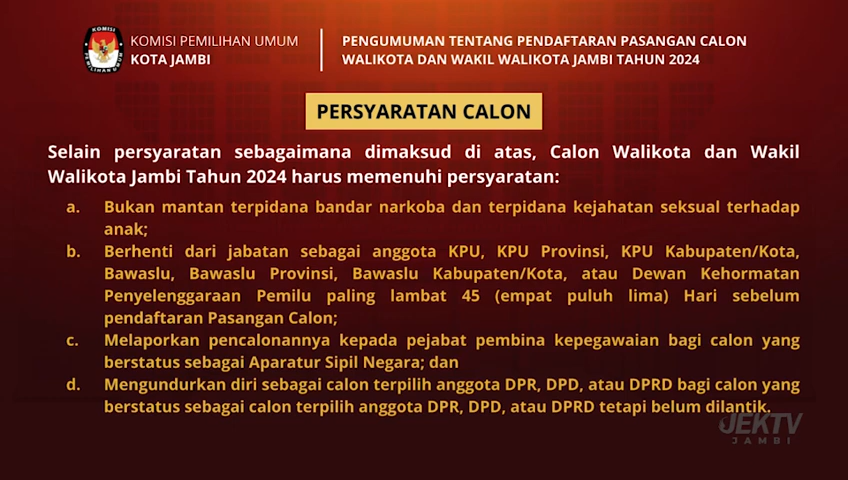 KOMISI PEMILIHAN UMUM
KOTA JAMBI
PENGUMUMAN TENTANG PENDAFTARAN PASANGAN CALON
WALIKOTA DAN WAKIL WALIKOTA JAMBI TAHUN 2024
KOMISI
PEMILIHAN UMUM
PERSYARATAN CALON
Selain persyaratan sebagaimana dimaksud di atas, Calon Walikota dan Wakil
Walikota Jambi Tahun 2024 harus memenuhi persyaratan:
a. Bukan mantan terpidana bandar narkoba dan terpidana kejahatan seksual terhadap
anak;
b. Berhenti dari jabatan sebagai anggota KPU, KPU Provinsi, KPU Kabupaten/Kota,
Bawaslu, Bawaslu Provinsi, Bawaslu Kabupaten/Kota, atau Dewan Kehormatan
Penyelenggaraan Pemilu paling lambat 45 (empat puluh lima) Hari sebelum
pendaftaran Pasangan Calon;
c. Melaporkan pencalonannya kepada pejabat pembina kepegawaian bagi calon yang
berstatus sebagai Aparatur Sipil Negara; dan
d. Mengundurkan diri sebagai calon terpilih anggota DPR, DPD, atau DPRD bagi calon yang
berstatus sebagai calon terpilih anggota DPR, DPD, atau DPRD tetapi belum dilantik.
JEKTV
JAMBI